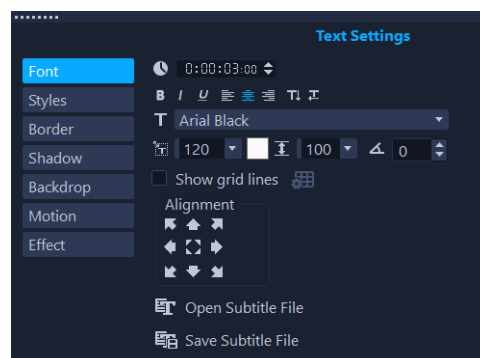 Text Settings
Font
0:00:03:00
Styles
B I U
Border
T Arial Black
Shadow
120 100 0
Backdrop
Show grid lines
Motion
Alignment
Effect
Open Subtitle File
Save Subtitle File